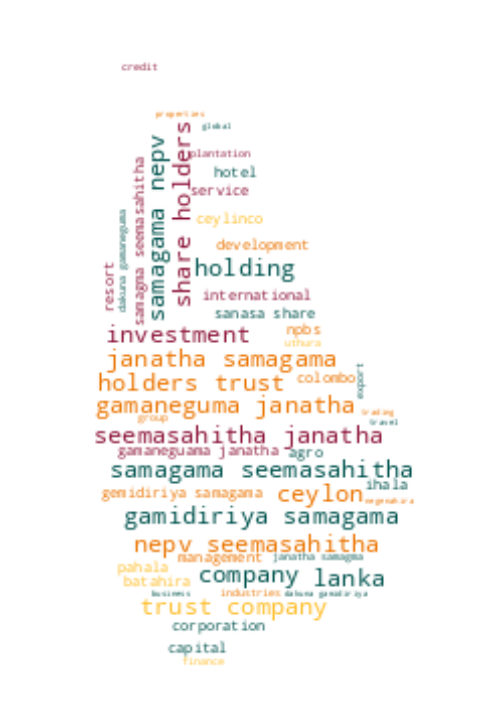 credit
properties
global
plantation
hotel
service
share holders
samagama nepv
samagma seemasahitha
dakuna gamaneguma
resort
ceylinco
development
holding
international
sanasa share
investment
npbs
uthura
janatha samagama
export
holders trust
colombo
gamaneguma janatha
trading
group
travel
seemasahitha janatha
gamaneguama janatha
agro
samagama seemasahitha
ihala
gemidiriya samagama
ceylon
negenahira
gamidiriya samagama
nepv seemasahitha
management
janatha samagma
pahala
company lanka
batahira
business
industries
dakuna gamidiriya
trust company
corporation
capital
finance